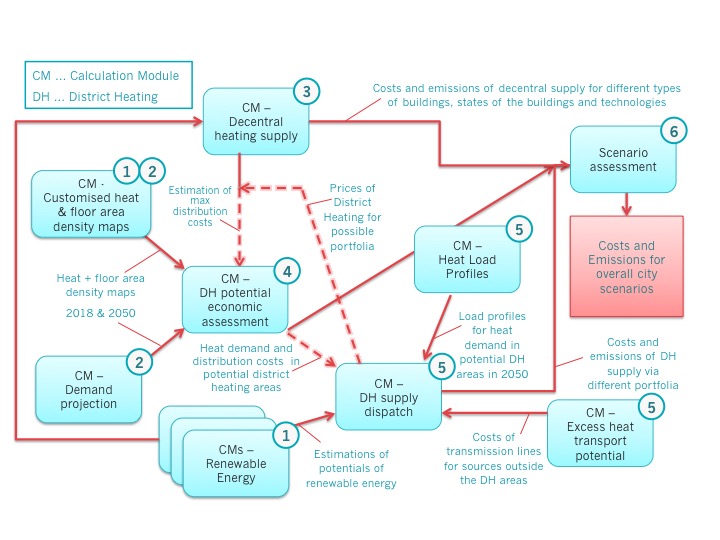 CM ... Calculation Module
DH ... District Heating
3
CM –
Decentral
heating supply
Costs and emissions of decentral supply for different types
of buildings, states of the buildings and technologies
6
Scenario
assessment
1
2
CM -
Customised heat
& floor area
density maps
Estimation of
max
distribution
costs
Prices of
District
Heating for
possible
portfolia
5
CM –
Heat Load
Profiles
Costs and
Emissions for
overall city
scenarios
Heat + floor area
density maps
2018 & 2050
4
CM –
DH potential
economic
assessment
Load profiles
for heat
demand in
potential DH
areas in 2050
Heat demand and
distribution costs in
potential district
heating areas
Costs and
emissions of DH
supply via
different portfolia
2
CM –
Demand
projection
5
CM –
DH supply
dispatch
5
CM –
Excess heat
transport
potential
1
CMs –
Renewable
Energy
Estimations of
potentials of
renewable energy
Costs of
transmission lines
for sources outside
the DH areas